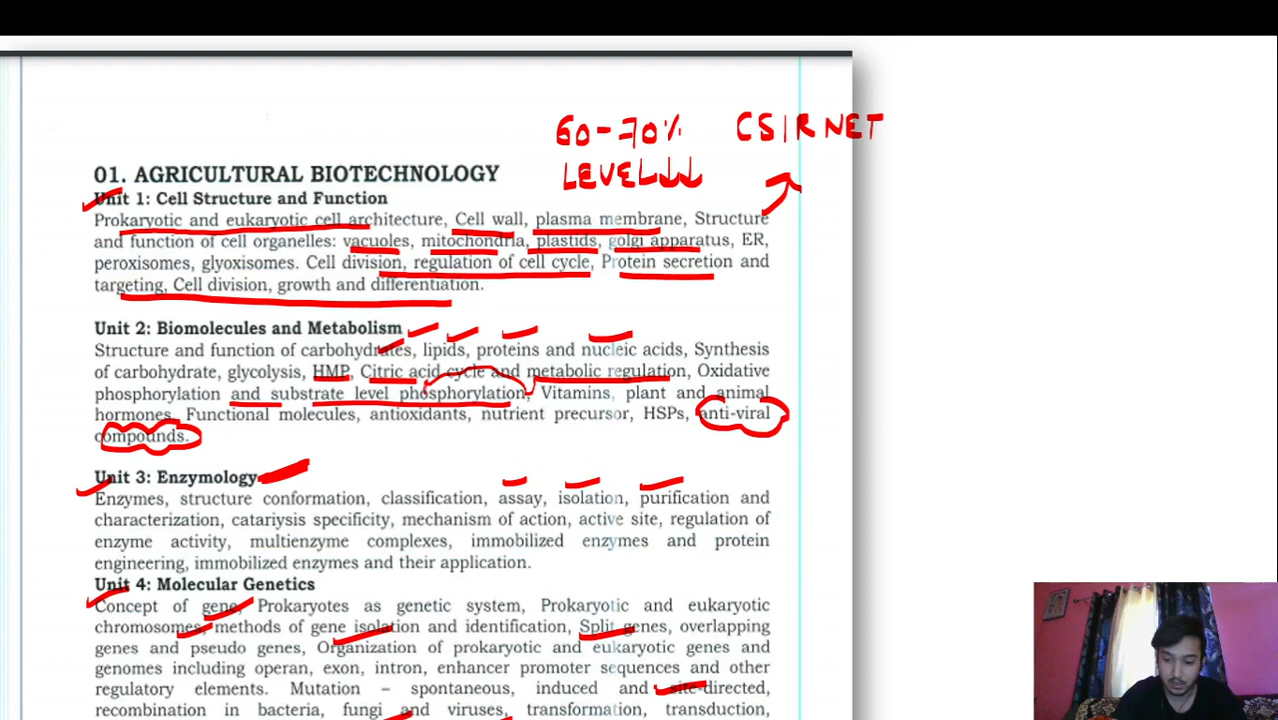 60-70% CSIR NET
LEVEL↓↓
01. AGRICULTURAL BIOTECHNOLOGY
Unit 1: Cell Structure and Function
Prokaryotic and eukaryotic cell architecture, Cell wall, plasma membrane, Structure
and function of cell organelles: vacuoles, mitochondria, plastids, golgi apparatus, ER,
peroxisomes, glyoxisomes. Cell division, regulation of cell cycle, Protein secretion and
targeting, Cell division, growth and differentiation.
Unit 2: Biomolecules and Metabolism
Structure and function of carbohydrates, lipids, proteins and nucleic acids, Synthesis
of carbohydrate, glycolysis, HMP, Citric acid cycle and metabolic regulation, Oxidative
phosphorylation and substrate level phosphorylation, Vitamins, plant and animal
hormones. Functional molecules, antioxidants, nutrient precursor, HSPs, anti-viral
compounds.
Unit 3: Enzymology
Enzymes, structure conformation, classification, assay, isolation, purification and
characterization, catariysis specificity, mechanism of action, active site, regulation of
enzyme activity, multienzyme complexes, immobilized enzymes and protein
engineering, immobilized enzymes and their application.
Unit 4: Molecular Genetics
Concept of gene, Prokaryotes as genetic system, Prokaryotic and eukaryotic
chromosomes, methods of gene isolation and identification, Split genes, overlapping
genes and pseudo genes, Organization of prokaryotic and eukaryotic genes and
genomes including operan, exon, intron, enhancer promoter sequences and other
regulatory elements. Mutation – spontaneous, induced and site-directed,
recombination in bacteria, fungi and viruses, transformation, transduction,